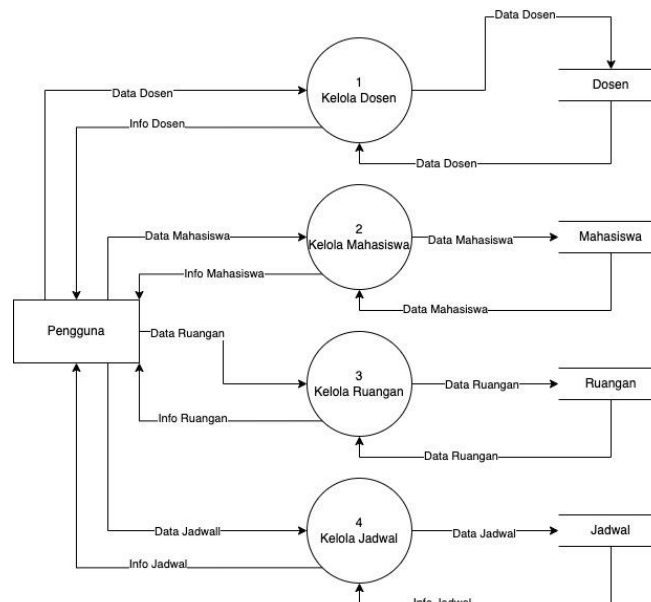 Data Dosen
1
Kelola Dosen
Dosen
Data Dosen
Info Dosen
Data Dosen
2
Kelola Mahasiswa
Data Mahasiswa
Data Mahasiswa
Mahasiswa
Info Mahasiswa
Data Mahasiswa
Pengguna
Data Ruangan
3
Kelola Ruangan
Data Ruangan
Ruangan
Info Ruangan
Data Ruangan
4
Kelola Jadwal
Data Jadwall
Data Jadwal
Jadwal
Info Jadwal
Info Jadwal